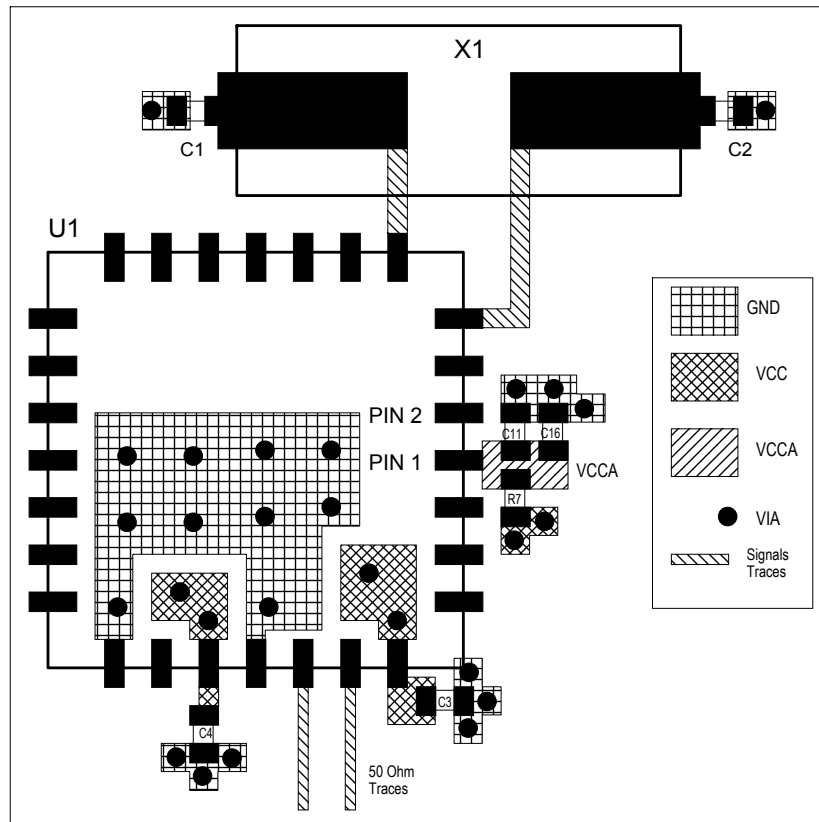 X1
C1
C2
U1
GND
VCC
PIN 2
C11
C16
PIN 1
VCCA
VCCA
R7
VIA
Signals
Traces
C3
C4
50 Ohm
Traces